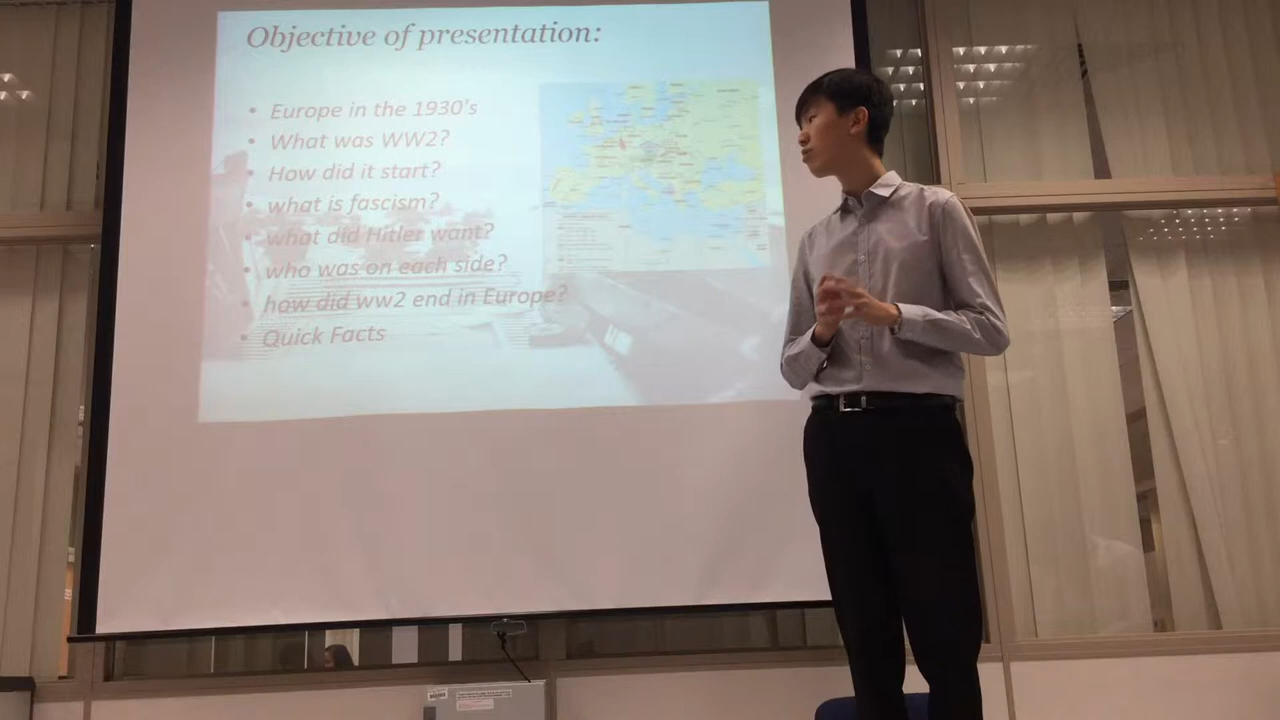 Objective of presentation:
• Europe in the 1930's
• What was WW2?
• How did it start?
• what is fascism?
• what did Hitler want?
• who was on each side?
• how did ww2 end in Europe?
• Quick Facts